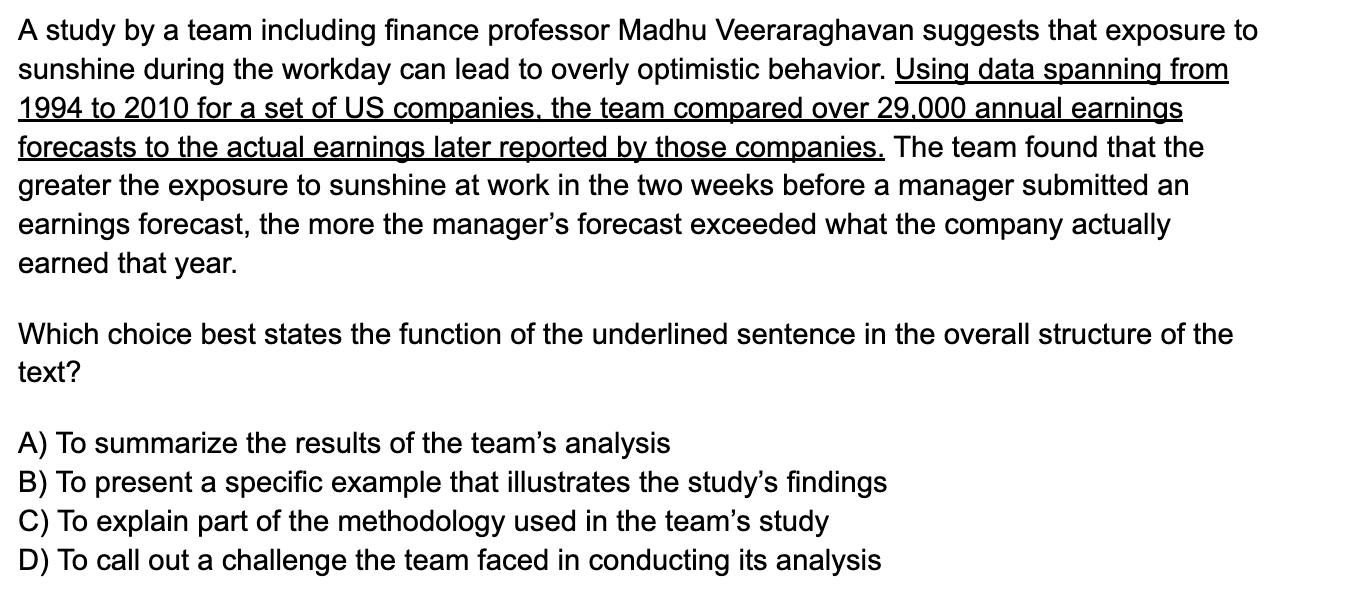 A study by a team including finance professor Madhu Veeraraghavan suggests that exposure to
sunshine during the workday can lead to overly optimistic behavior. Using data spanning from
1994 to 2010 for a set of US companies, the team compared over 29,000 annual earnings
forecasts to the actual earnings later reported by those companies. The team found that the
greater the exposure to sunshine at work in the two weeks before a manager submitted an
earnings forecast, the more the manager’s forecast exceeded what the company actually
earned that year.
Which choice best states the function of the underlined sentence in the overall structure of the
text?
A) To summarize the results of the team’s analysis
B) To present a specific example that illustrates the study’s findings
C) To explain part of the methodology used in the team’s study
D) To call out a challenge the team faced in conducting its analysis